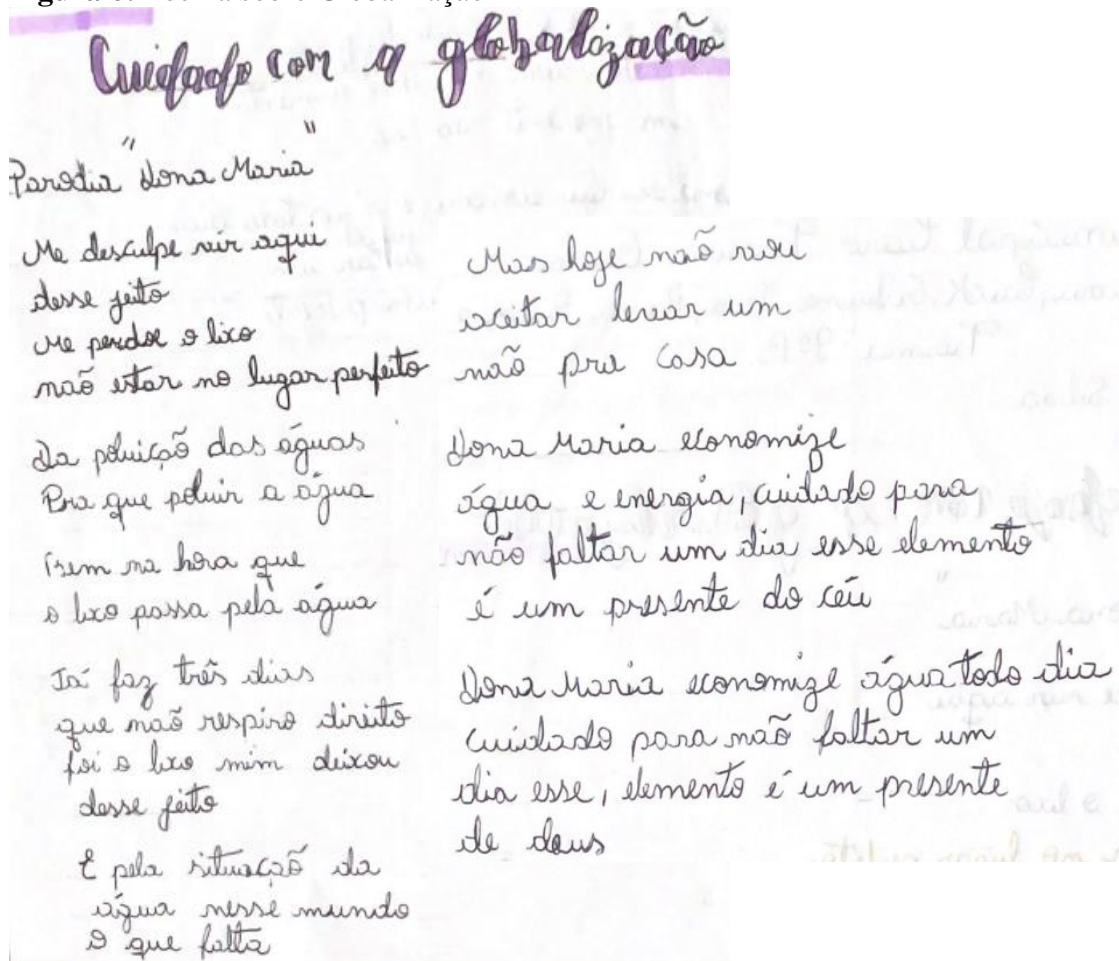 Cuidado com a globalização
Parodia "Dona Maria"
Me desculpe vir aqui
desse jeito
Me perdoe o lixo
não estar no lugar perfeito
Da poluição das águas
Pra que poluir a água
Bem na hora que
o lixo passa pela água
Já faz três dias
que não respiro direito
foi o lixo mim deixou
desse jeito
E pela situação da
água nesse mundo
o que falta
Mas hoje não vou
aceitar levar um
não pra casa
Dona Maria economize
água e energia cuidado para
não faltar um dia esse elemento
é um presente do céu
Dona Maria economize água todo dia
cuidado para não faltar um
dia esse, elemento é um presente
de deus